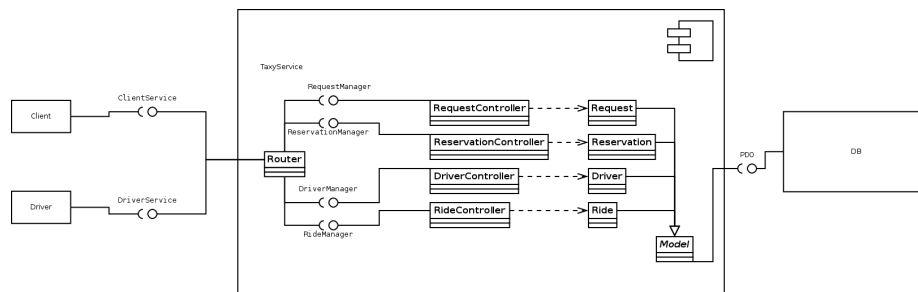 TaxyService
RequestManager
ClientService
RequestController
Request
Client
ReservationManager
ReservationController
Reservation
Router
PDO
DB
DriverManager
DriverController
Driver
DriverService
Driver
RideController
Ride
RideManager
Model